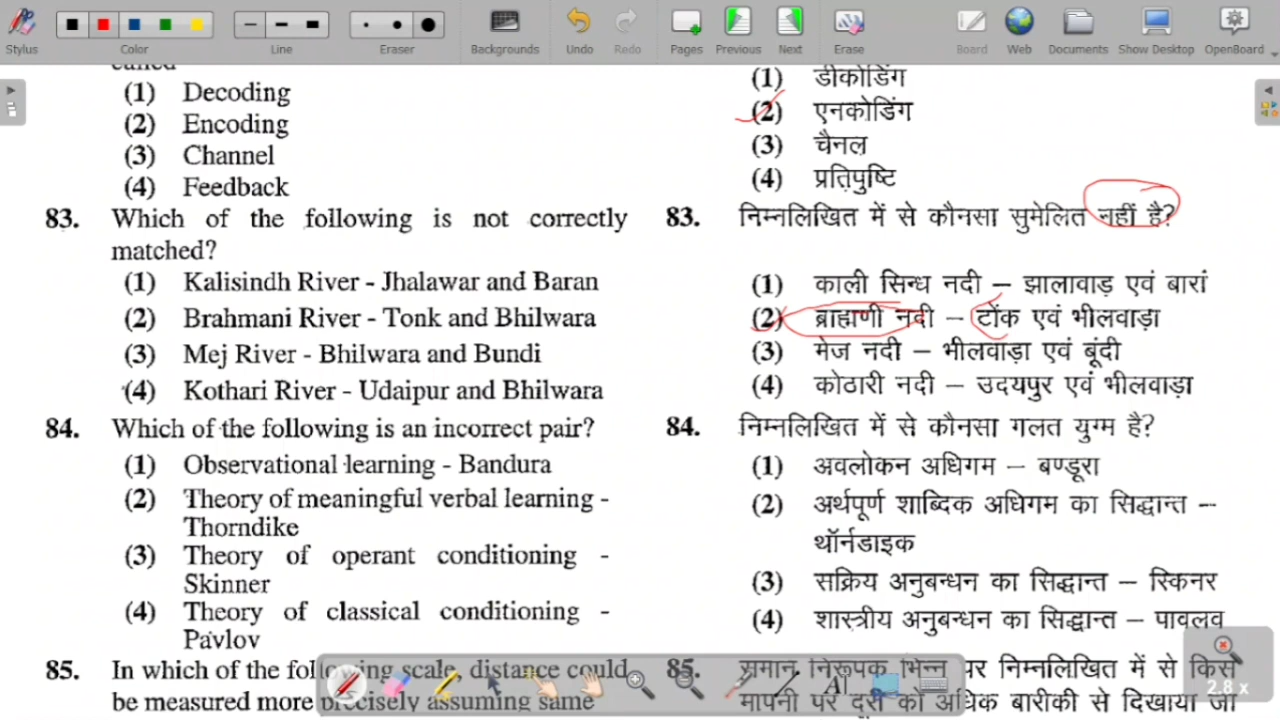 Stylus
Color
Line
Eraser
Backgrounds
Undo
Redo
Pages
Previous
Next
Erase
Board
Web
Documents
Show Desktop
OpenBoard
called
(1) Decoding
(2) Encoding
(3) Channel
(4) Feedback
83. Which of the following is not correctly
matched?
(1) Kalisindh River - Jhalawar and Baran
(2) Brahmani River - Tonk and Bhilwara
(3) Mej River - Bhilwara and Bundi
(4) Kothari River - Udaipur and Bhilwara
84. Which of the following is an incorrect pair?
(1) Observational learning - Bandura
(2) Theory of meaningful verbal learning -
Thorndike
(3) Theory of operant conditioning -
Skinner
(4) Theory of classical conditioning -
Pavlov
85. In which of the following scale, distance could
be measured more precisely assuming same
(1) डीकोडिंग
(2) एनकोडिंग
(3) चैनल
(4) प्रतिपुष्टि
83. निम्नलिखित में से कौनसा सुमेलित नहीं है?
(1) काली सिन्ध नदी – झालावाड़ एवं बारां
(2) ब्राह्मणी नदी – टोंक एवं भीलवाड़ा
(3) मेज नदी – भीलवाड़ा एवं बूंदी
(4) कोठारी नदी – उदयपुर एवं भीलवाड़ा
84. निम्नलिखित में से कौनसा गलत युग्म है?
(1) अवलोकन अधिगम – बण्डूरा
(2) अर्थपूर्ण शाब्दिक अधिगम का सिद्धान्त –
थॉर्नडाइक
(3) सक्रिय अनुबन्धन का सिद्धान्त – स्किनर
(4) शास्त्रीय अनुबन्धन का सिद्धान्त – पावलव
85. समान निरूपक भिन्न पर निम्नलिखित में से किस
मापनी पर दूरी को अधिक बारीकी से दिखाया जा
2.8 x